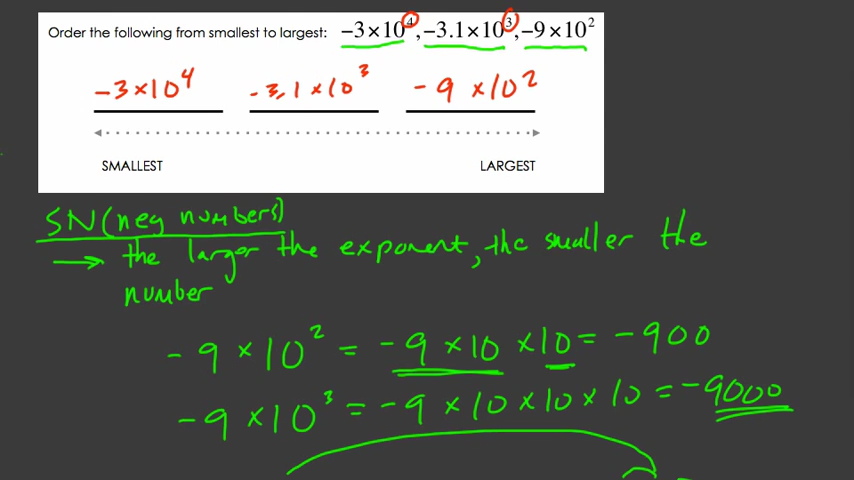 Order the following from smallest to largest: −3×10⁴, −3.1×10³, −9×10²
-3×10⁴ -3.1×10³ -9×10²
SMALLEST LARGEST
SN(neg numbers)
→ the larger the exponent, the smaller the
number
-9×10² = -9×10×10 = -900
-9×10³ = -9×10×10×10 = -9000